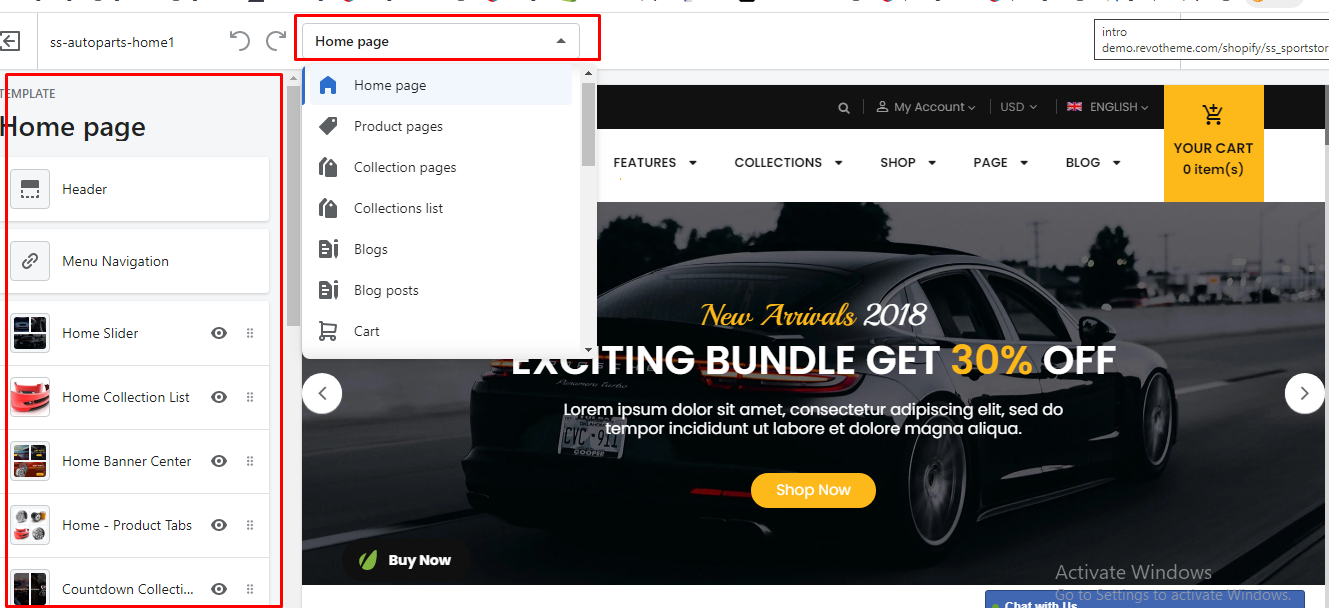 ss-autoparts-home1
Home page
intro
demo.revotheme.com/shopify/ss_sportstor
TEMPLATE
Home page
Header
Menu Navigation
Home Slider
Home Collection List
Home Banner Center
Home - Product Tabs
Countdown Collecti...
Home page
Product pages
Collection pages
Collections list
Blogs
Blog posts
Cart
My Account
USD
ENGLISH
YOUR CART
0 item(s)
FEATURES
COLLECTIONS
SHOP
PAGE
BLOG
New Arrivals 2018
EXCITING BUNDLE GET 30% OFF
Panamera Turbo
Lorem ipsum dolor sit amet, consectetur adipiscing elit, sed do
tempor incididunt ut labore et dolore magna aliqua.
CVC-911
COOPER
Shop Now
Buy Now
Activate Windows
Go to Settings to activate Windows.
Chat with Us